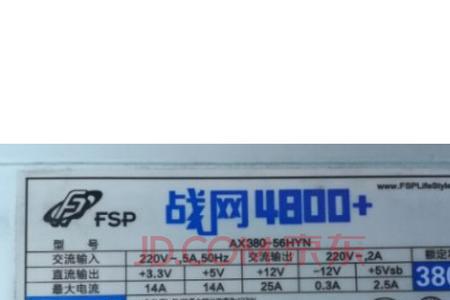 www.FSPLifeStyle
FSP 战网4800+
型 号 AX380-56HYN 额定
交流输入 220V~,5A,50Hz 交流输出 220V~,2A
直流输出 +3.3V +5V +12V -12V +5Vsb 380
最大电流 14A 14A 25A 0.3A 2.5A
JD.COM 京东